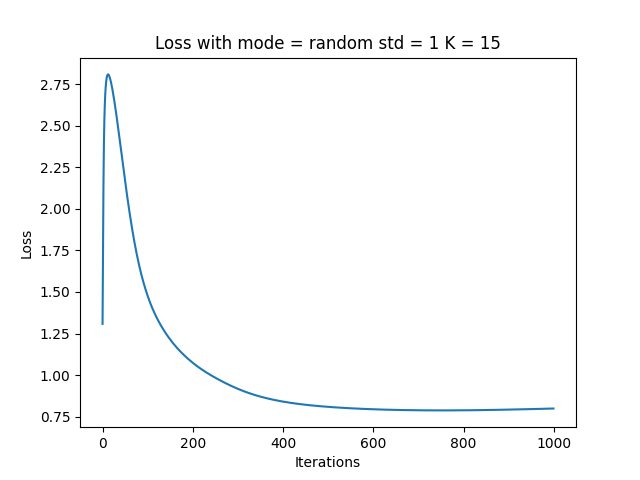 Loss with mode = random std = 1 K = 15
2.75
2.50
2.25
2.00
1.75
1.50
1.25
1.00
0.75
Loss
0 200 400 600 800 1000
Iterations